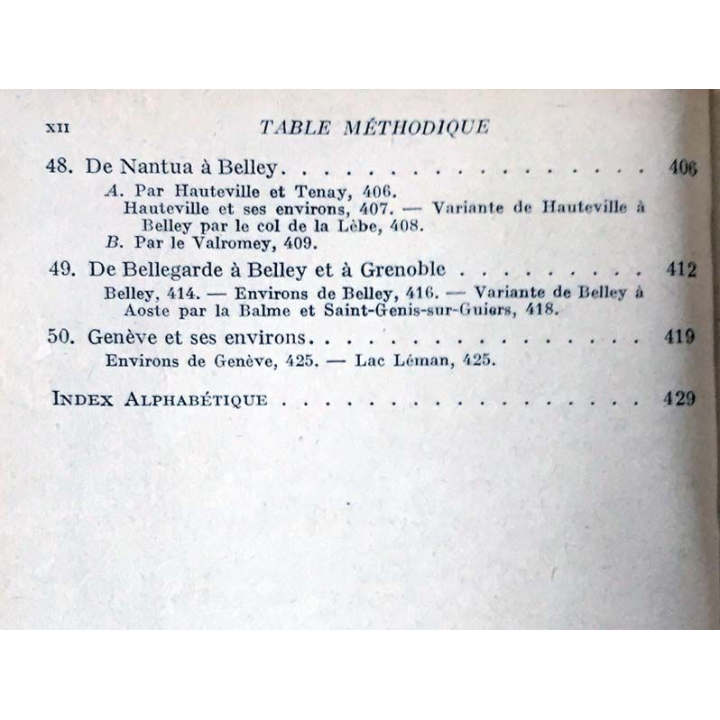 XII TABLE MÉTHODIQUE
48. De Nantua à Belley. . . . . . . . . . . . . . . . . 406
A. Par Hauteville et Tenay, 406.
Hauteville et ses environs, 407. — Variante de Hauteville à
Belley par le col de la Lèbe, 408.
B. Par le Valromey, 409.
49. De Bellegarde à Belley et à Grenoble . . . . . . . . . 412
Belley, 414. — Environs de Belley, 416. — Variante de Belley à
Aoste par la Balme et Saint-Genis-sur-Guiers, 418.
50. Genève et ses environs. . . . . . . . . . . . . . . . 419
Environs de Genève, 425. — Lac Léman, 425.
INDEX ALPHABÉTIQUE . . . . . . . . . . . . . . . . . 429